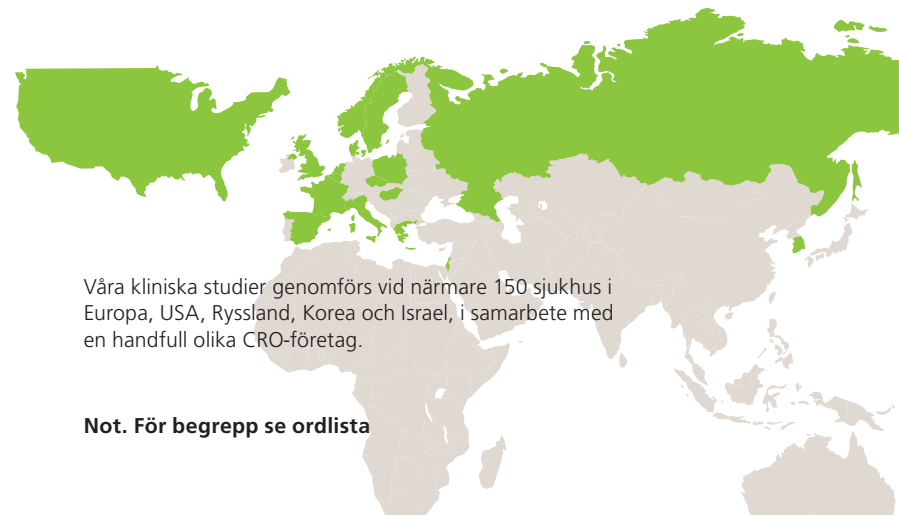 Våra kliniska studier genomförs vid närmare 150 sjukhus i
Europa, USA, Ryssland, Korea och Israel, i samarbete med
en handfull olika CRO-företag.
Not. För begrepp se ordlista